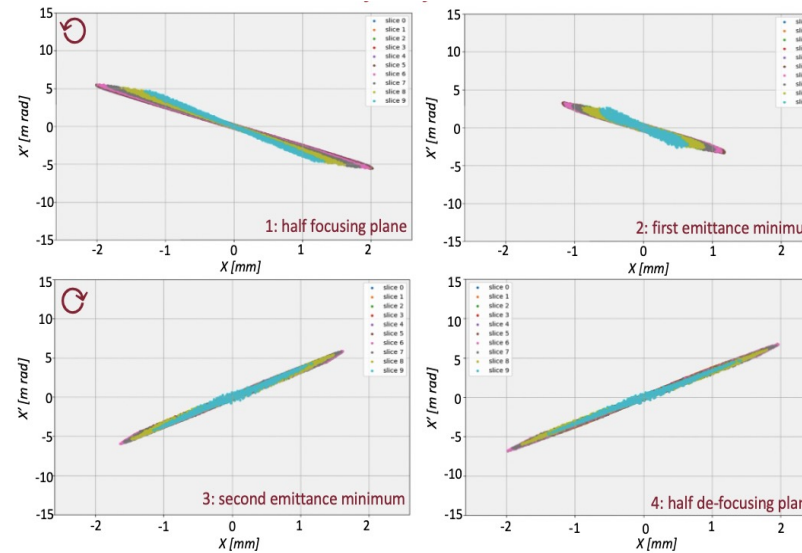 15
10
5
0
-5
-10
-15
-2
-1
0
1
2
X' [m rad]
X [mm]
slice 0
slice 1
slice 2
slice 3
slice 4
slice 5
slice 6
slice 7
slice 8
slice 9
1: half focusing plane
15
10
5
0
-5
-10
-15
-2
-1
0
1
2
X' [m rad]
X [mm]
2: first emittance minimu
15
10
5
0
-5
-10
-15
-2
-1
0
1
2
X' [m rad]
X [mm]
slice 0
slice 1
slice 2
slice 3
slice 4
slice 5
slice 6
slice 7
slice 8
slice 9
3: second emittance minimum
15
10
5
0
-5
-10
-15
-2
-1
0
1
2
X' [m rad]
X [mm]
slice 0
slice 1
slice 2
slice 3
slice 4
slice 5
slice 6
slice 7
slice 8
slice 9
4: half de-focusing plan